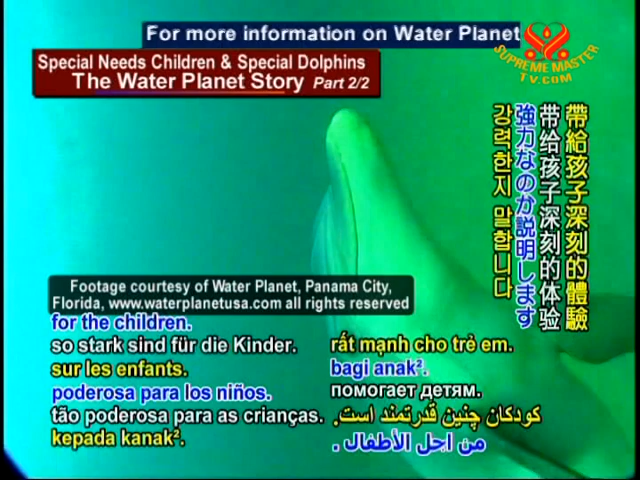 For more information on Water Planet
SUPREME MASTER
TV.COM
Special Needs Children & Special Dolphins
The Water Planet Story Part 2/2
帶給孩子深刻的體驗
带给孩子深刻的体验
強力なのか説明します
강력한지 말합니다
Footage courtesy of Water Planet, Panama City,
Florida, www.waterplanetusa.com all rights reserved
for the children.
so stark sind für die Kinder.
sur les enfants.
poderosa para los niños.
tão poderosa para as crianças.
kepada kanak².
rất mạnh cho trẻ em.
bagi anak².
помогает детям.
کودکان چنین قدرتمند است.
من اجل الأطفال .